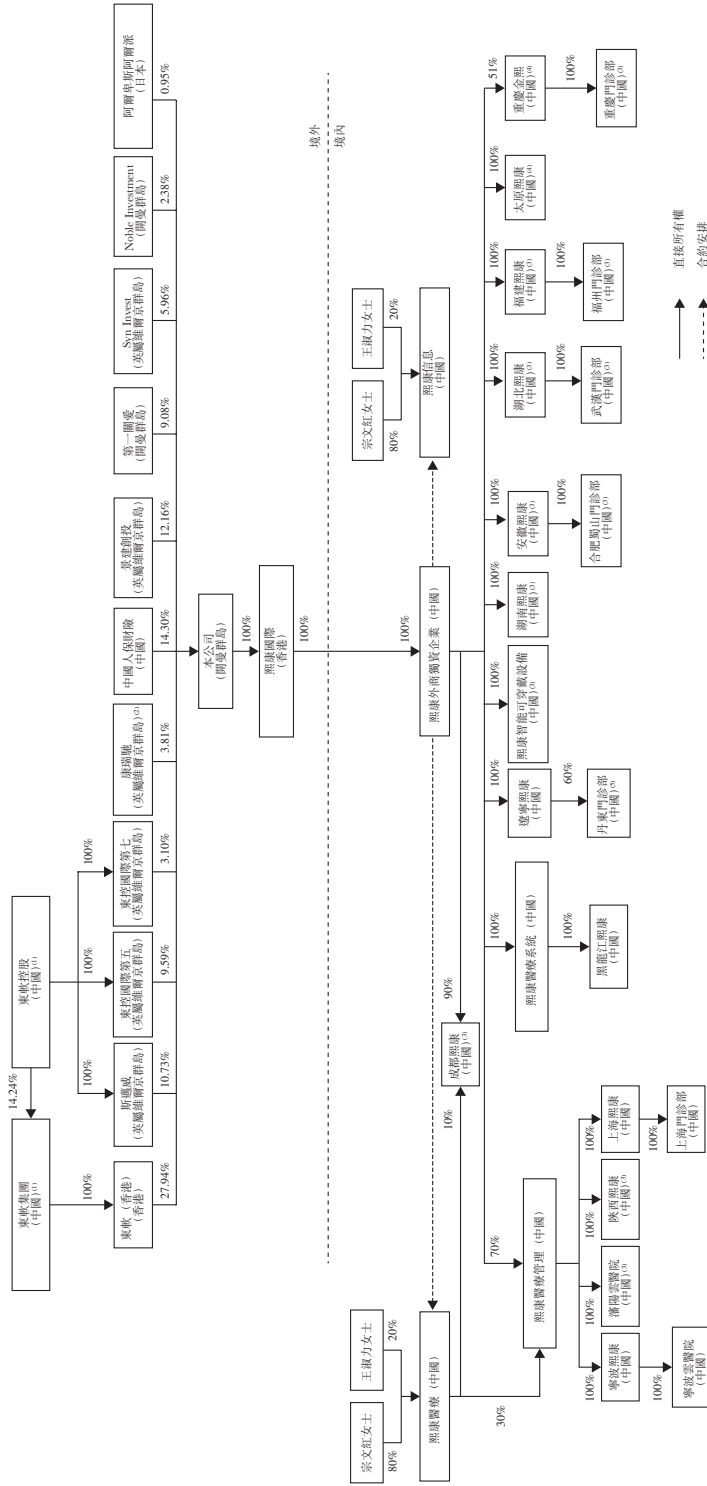 東軟集團
(中國)(1)
14.24%
東軟控股
(中國)(1)
100%
100%
100%
100%
東軟（香港）
(香港)
斯邁威
(英屬維爾京群島)
東控國際第五
(英屬維爾京群島)
東控國際第七
(英屬維爾京群島)
康瑞馳
(英屬維爾京群島)(2)
中國人保財險
(中國)
景建創投
(英屬維爾京群島)
第一關愛
(開曼群島)
Syn Invest
(英屬維爾京群島)
Noble Investment
(開曼群島)
阿爾卑斯阿爾派
(日本)
27.94%
10.73%
9.59%
3.10%
3.81%
14.30%
12.16%
9.08%
5.96%
2.38%
0.95%
本公司
(開曼群島)
100%
熙康國際
(香港)
100%
境外
境內
宗文紅女士
王淑力女士
80%
20%
宗文紅女士
王淑力女士
80%
20%
熙康醫療（中國）
100%
熙康外商獨資企業（中國）
熙康信息
(中國)
10%
90%
成都熙康
(中國)(3)
30%
70%
100%
100%
100%
100%
100%
100%
100%
100%
51%
熙康醫療管理（中國）
熙康醫療系統（中國）
遼寧熙康
(中國)
熙康智能可穿戴設備
(中國)(3)
湖南熙康
(中國)(3)
安徽熙康
(中國)(3)
湖北熙康
(中國)(3)
福建熙康
(中國)(3)
太原熙康
(中國)(4)
重慶金熙
(中國)(4)
100%
60%
100%
100%
100%
100%
黑龍江熙康
(中國)
丹東門診部
(中國)(5)
合肥蜀山門診部
(中國)(3)
武漢門診部
(中國)(3)
福州門診部
(中國)(3)
重慶門診部
(中國)(3)
100%
100%
100%
100%
寧波熙康
(中國)
瀋陽雲醫院
(中國)(3)
陝西熙康
(中國)(3)
上海熙康
(中國)
100%
100%
寧波雲醫院
(中國)
上海門診部
(中國)
直接所有權
合約安排